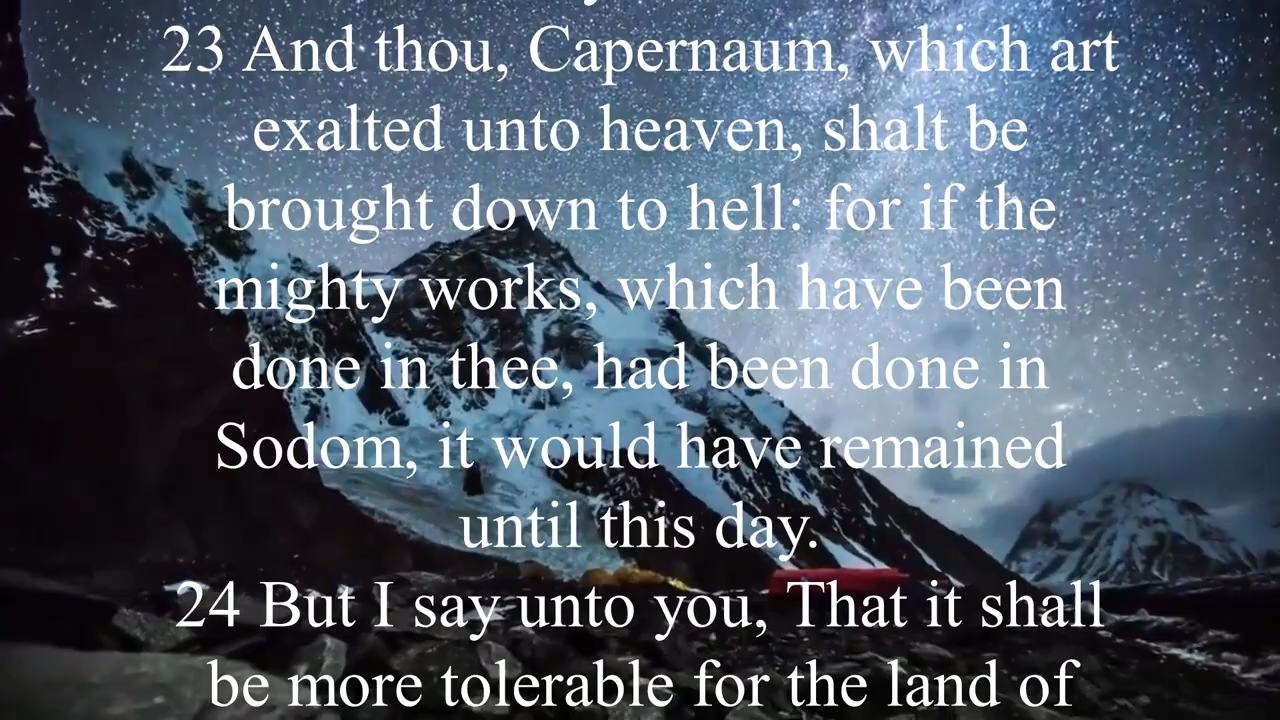 23 And thou, Capernaum, which art
exalted unto heaven, shalt be
brought down to hell: for if the
mighty works, which have been
done in thee, had been done in
Sodom, it would have remained
until this day.
24 But I say unto you, That it shall
be more tolerable for the land of